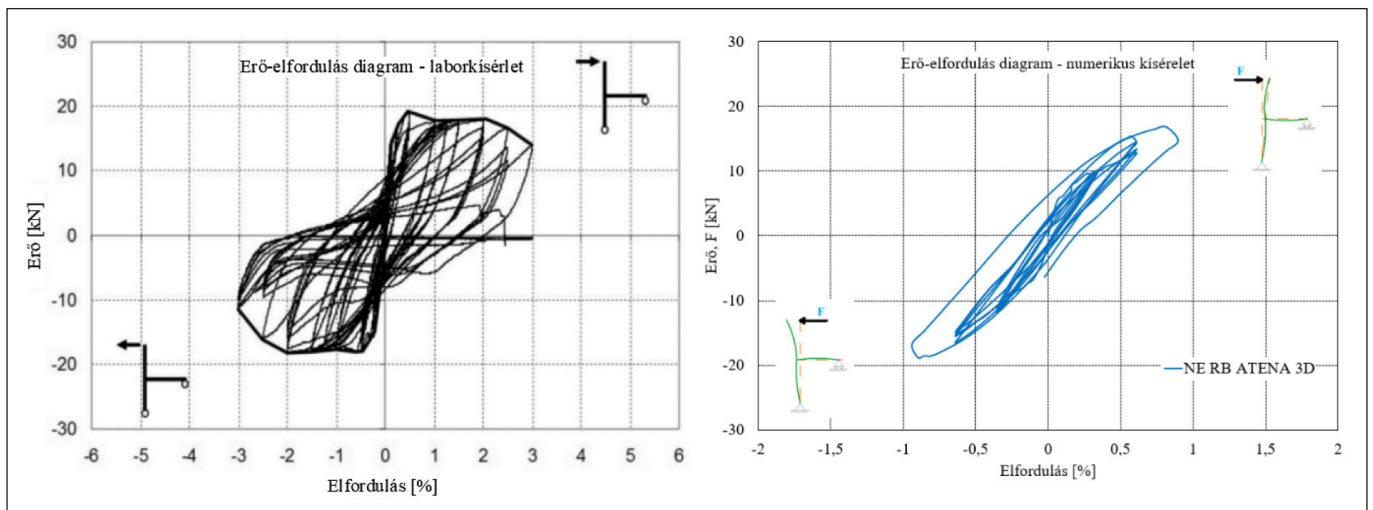 Erő-elfordulás diagram - laborkísérlet
30
20
10
0
-10
-20
-30
Erő [kN]
-6 -5 -4 -3 -2 -1 0 1 2 3 4 5 6
Elfordulás [%]
Erő-elfordulás diagram - numerikus kísérelet
30
20
10
0
-10
-20
-30
Erő, F [kN]
F
F
NE RB ATENA 3D
-2 -1,5 -1 -0,5 0 0,5 1 1,5 2
Elfordulás [%]